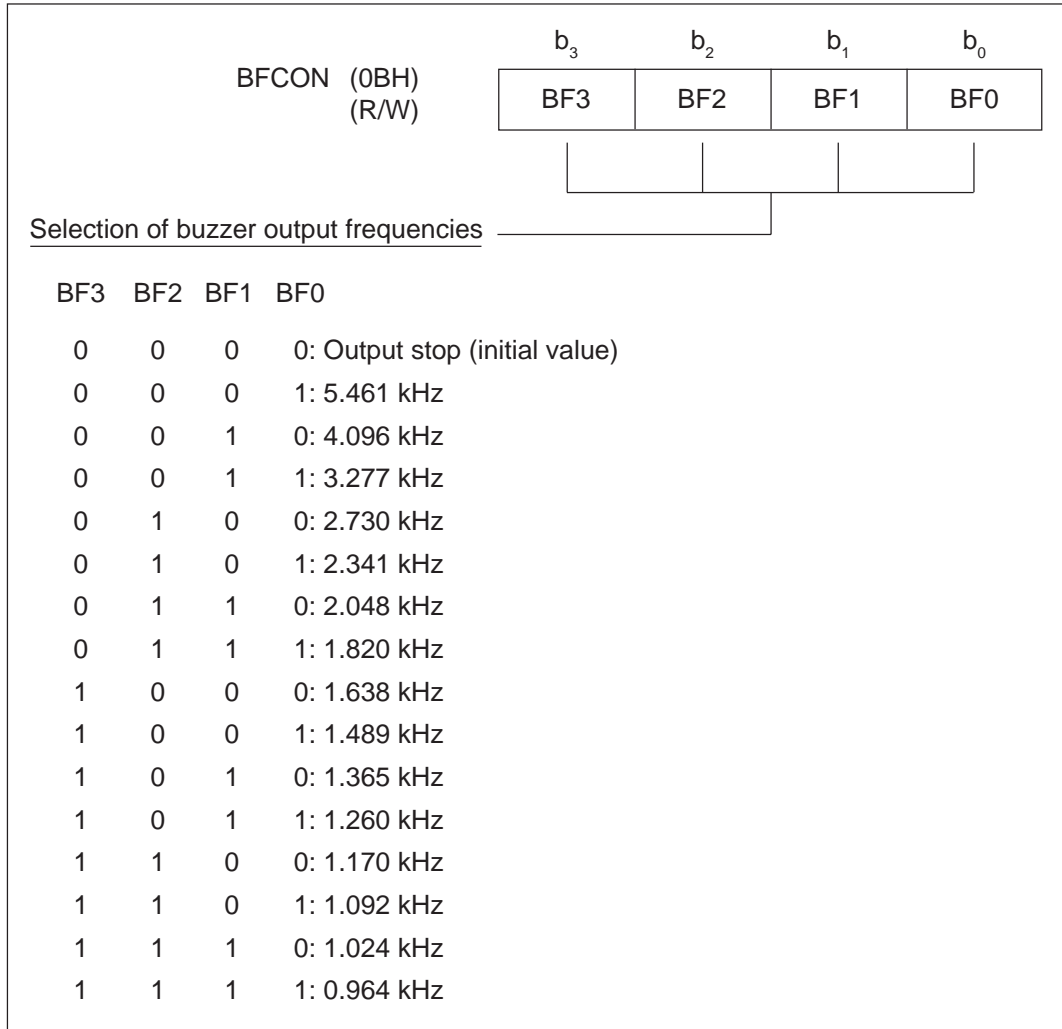 b3 b2 b1 b0
BFCON (0BH)
(R/W)
BF3 BF2 BF1 BF0
Selection of buzzer output frequencies
BF3 BF2 BF1 BF0
0 0 0 0: Output stop (initial value)
0 0 0 1: 5.461 kHz
0 0 1 0: 4.096 kHz
0 0 1 1: 3.277 kHz
0 1 0 0: 2.730 kHz
0 1 0 1: 2.341 kHz
0 1 1 0: 2.048 kHz
0 1 1 1: 1.820 kHz
1 0 0 0: 1.638 kHz
1 0 0 1: 1.489 kHz
1 0 1 0: 1.365 kHz
1 0 1 1: 1.260 kHz
1 1 0 0: 1.170 kHz
1 1 0 1: 1.092 kHz
1 1 1 0: 1.024 kHz
1 1 1 1: 0.964 kHz